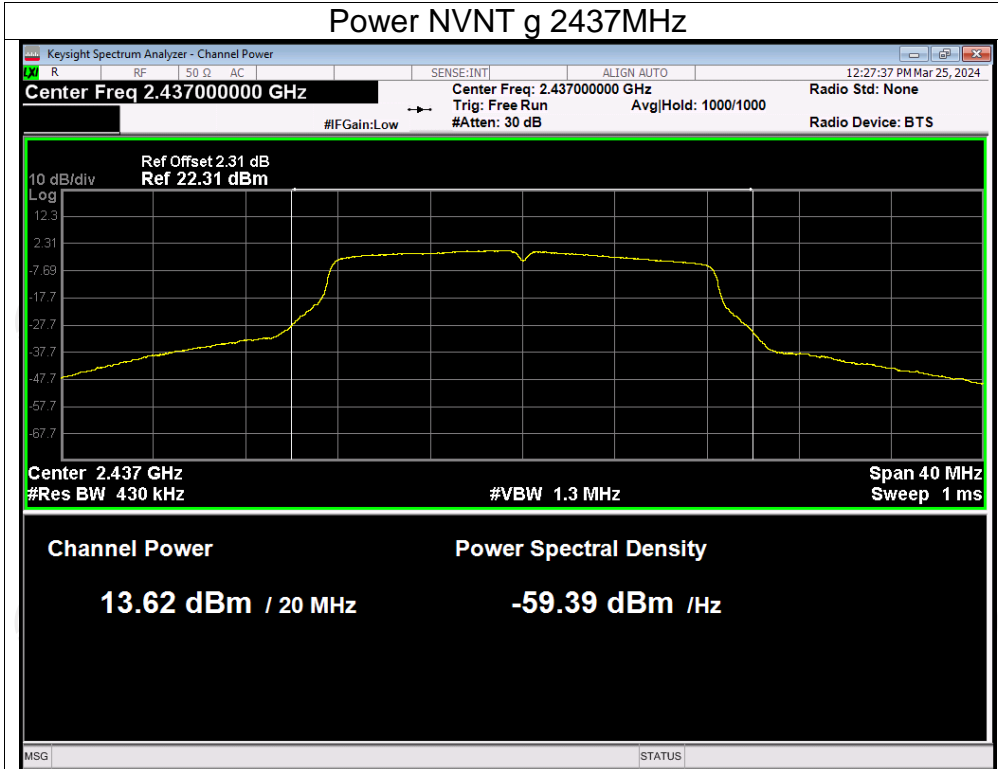 Power NVNT g 2437MHz
Keysight Spectrum Analyzer - Channel Power
LXI R RF 50 Ω AC SENSE:INT ALIGN AUTO 12:27:37 PM Mar 25, 2024
Center Freq 2.437000000 GHz Center Freq: 2.437000000 GHz Radio Std: None
Trig: Free Run Avg|Hold: 1000/1000
#IFGain:Low #Atten: 30 dB Radio Device: BTS
Ref Offset 2.31 dB
10 dB/div Ref 22.31 dBm
Log
12.3
2.31
-7.69
-17.7
-27.7
-37.7
-47.7
-57.7
-67.7
Center 2.437 GHz Span 40 MHz
#Res BW 430 kHz #VBW 1.3 MHz Sweep 1 ms
Channel Power Power Spectral Density
13.62 dBm / 20 MHz -59.39 dBm /Hz
MSG STATUS